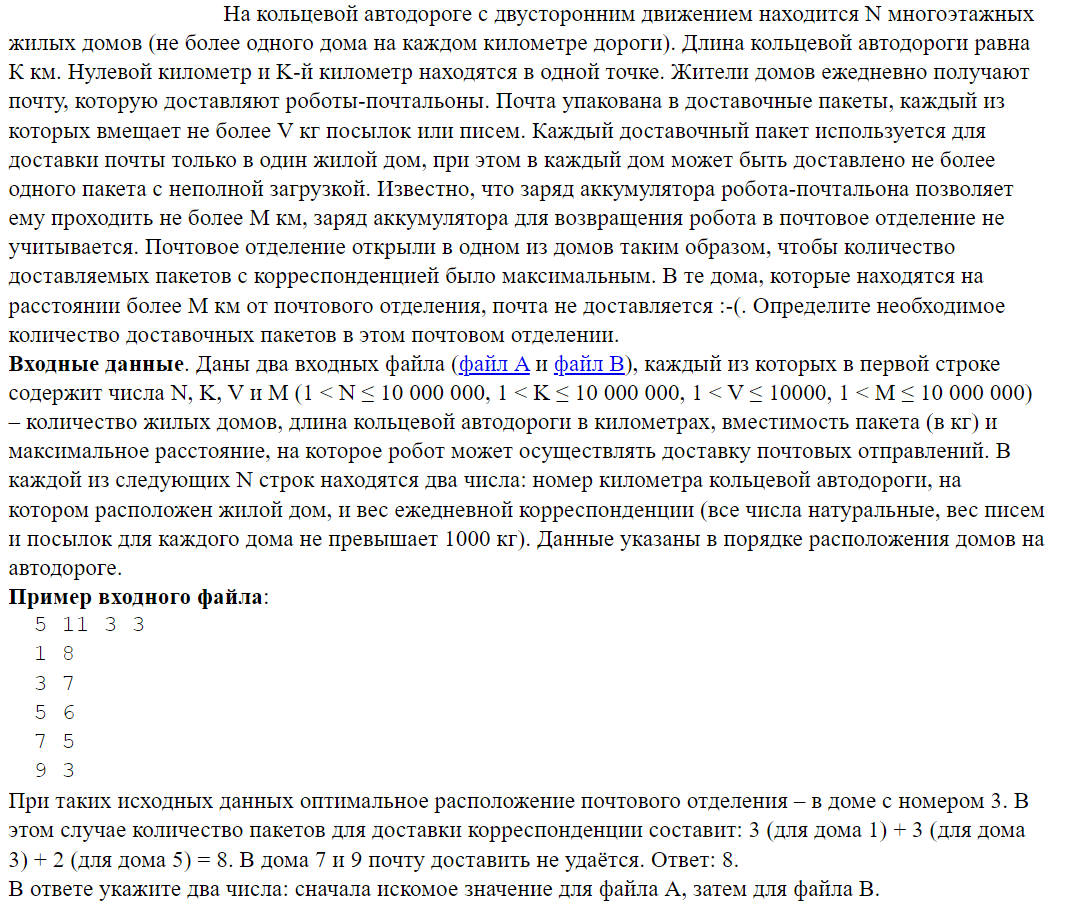 На кольцевой автодороге с двусторонним движением находится N многоэтажных
жилых домов (не более одного дома на каждом километре дороги). Длина кольцевой автодороги равна
К км. Нулевой километр и К-й километр находятся в одной точке. Жители домов ежедневно получают
почту, которую доставляют роботы-почтальоны. Почта упакована в доставочные пакеты, каждый из
которых вмещает не более V кг посылок или писем. Каждый доставочный пакет используется для
доставки почты только в один жилой дом, при этом в каждый дом может быть доставлено не более
одного пакета с неполной загрузкой. Известно, что заряд аккумулятора робота-почтальона позволяет
ему проходить не более M км, заряд аккумулятора для возвращения робота в почтовое отделение не
учитывается. Почтовое отделение открыли в одном из домов таким образом, чтобы количество
доставляемых пакетов с корреспонденцией было максимальным. В те дома, которые находятся на
расстоянии более M км от почтового отделения, почта не доставляется :-(. Определите необходимое
количество доставочных пакетов в этом почтовом отделении.
Входные данные. Даны два входных файла (файл A и файл B), каждый из которых в первой строке
содержит числа N, K, V и M (1 < N ≤ 10 000 000, 1 < K ≤ 10 000 000, 1 < V ≤ 10000, 1 < M ≤ 10 000 000)
– количество жилых домов, длина кольцевой автодороги в километрах, вместимость пакета (в кг) и
максимальное расстояние, на которое робот может осуществлять доставку почтовых отправлений. В
каждой из следующих N строк находятся два числа: номер километра кольцевой автодороги, на
котором расположен жилой дом, и вес ежедневной корреспонденции (все числа натуральные, вес писем
и посылок для каждого дома не превышает 1000 кг). Данные указаны в порядке расположения домов на
автодороге.
Пример входного файла:
5 11 3 3
1 8
3 7
5 6
7 5
9 3
При таких исходных данных оптимальное расположение почтового отделения – в доме с номером 3. В
этом случае количество пакетов для доставки корреспонденции составит: 3 (для дома 1) + 3 (для дома
3) + 2 (для дома 5) = 8. В дома 7 и 9 почту доставить не удаётся. Ответ: 8.
В ответе укажите два числа: сначала искомое значение для файла А, затем для файла B.